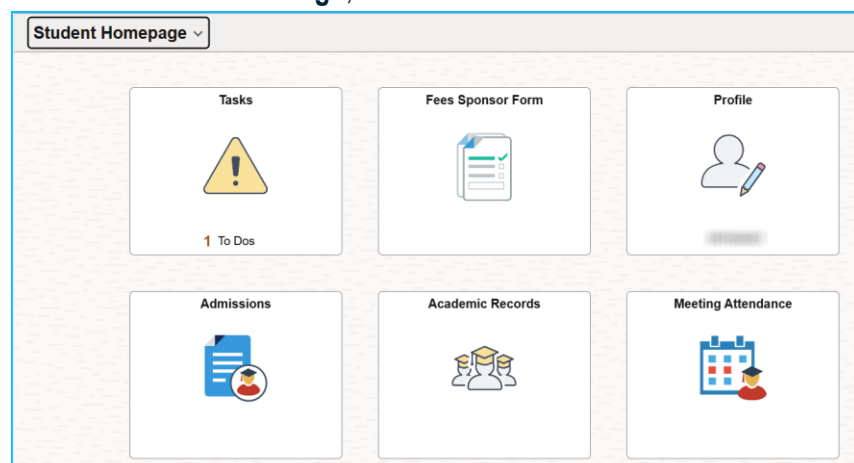 Student Homepage
Tasks
Fees Sponsor Form
Profile
1 To Dos
Admissions
Academic Records
Meeting Attendance